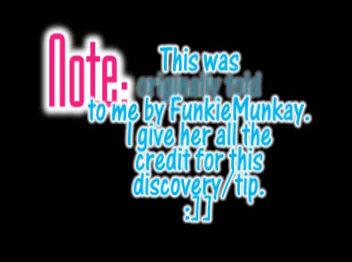 Note:
This was
originally told
to me by FunkieMunkay.
I give her all the
credit for this
discovery/tip.
:]]